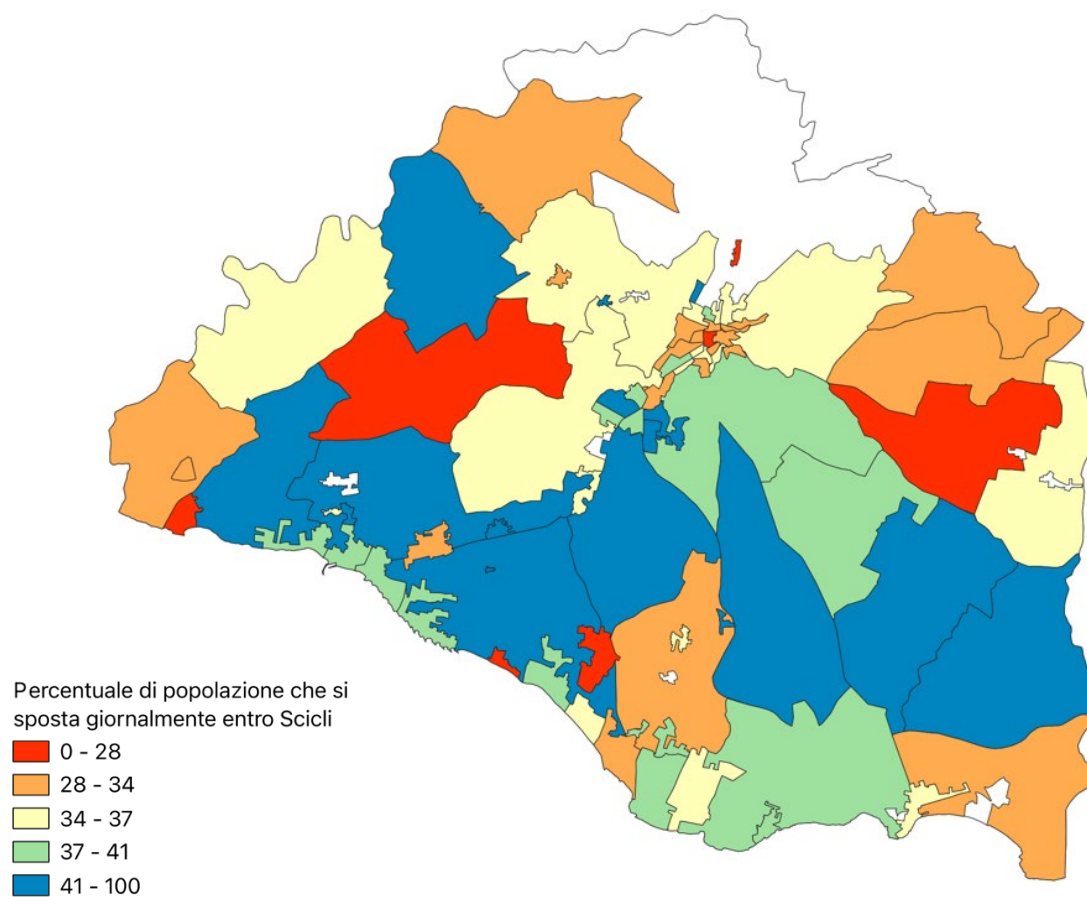 Percentuale di popolazione che si
sposta giornalmente entro Scicli
0 - 28
28 - 34
34 - 37
37 - 41
41 - 100